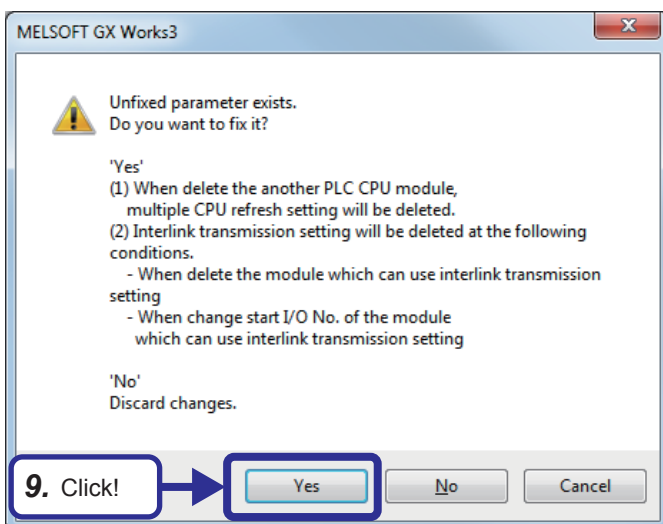 MELSOFT GX Works3
Unfixed parameter exists.
Do you want to fix it?
'Yes'
(1) When delete the another PLC CPU module,
multiple CPU refresh setting will be deleted.
(2) Interlink transmission setting will be deleted at the following
conditions.
- When delete the module which can use interlink transmission
setting
- When change start I/O No. of the module
which can use interlink transmission setting
'No'
Discard changes.
9. Click!
Yes
No
Cancel